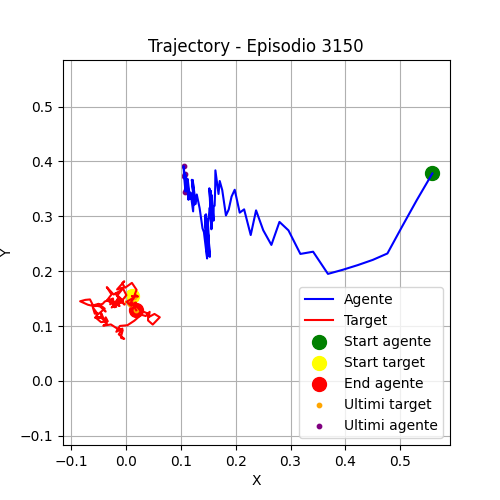 Trajectory - Episodio 3150
Y
0.5
0.4
0.3
0.2
0.1
0.0
−0.1
−0.1
0.0
0.1
0.2
0.3
0.4
0.5
X
Agente
Target
Start agente
Start target
End agente
Ultimi target
Ultimi agente